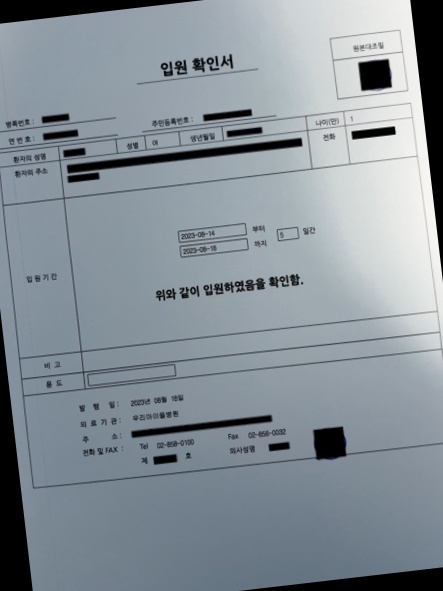 입원 확인서
원본대조필
병록번호 :
주민등록번호 :
연 번 호 :
환자의 성명 성별 여 생년월일 나이(만) 1
환자의 주소 전화
입 원 기 간
2023-08-14 부터
2023-08-18 까지 5 일간
위와 같이 입원하였음을 확인함.
비 고
용 도
발 행 일 : 2023년 08월 18일
의 료 기 관 : 우리아이들병원
주 소 :
전화 및 FAX : Tel 02-858-0100 Fax 02-858-0032
제 호 의사성명